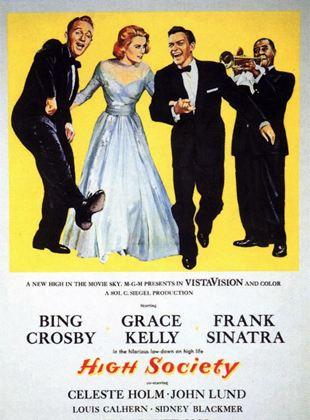 A NEW HIGH IN THE MOVIE SKY. M-G-M PRESENTS IN VISTAVISION AND COLOR
A SOL C. SIEGEL PRODUCTION
Starring
BING GRACE FRANK
CROSBY · KELLY · SINATRA
in the hilarious low-down on high life
HIGH SOCIETY
co-starring
CELESTE HOLM · JOHN LUND
LOUIS CALHERN · SIDNEY BLACKMER